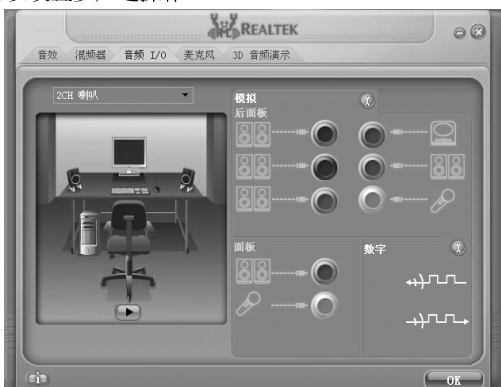 REALTEK
音效 混频器 音频 I/O 麦克风 3D 音频演示
2CH 喇叭
模拟
后面板
面板
数字
OK